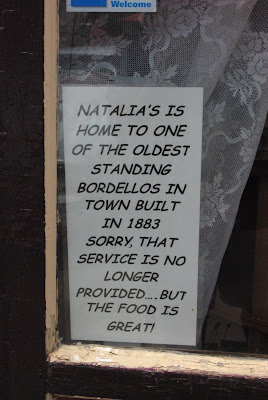 Welcome
NATALIA'S IS
HOME TO ONE
OF THE OLDEST
STANDING
BORDELLOS IN
TOWN BUILT
IN 1883
SORRY, THAT
SERVICE IS NO
LONGER
PROVIDED....BUT
THE FOOD IS
GREAT!